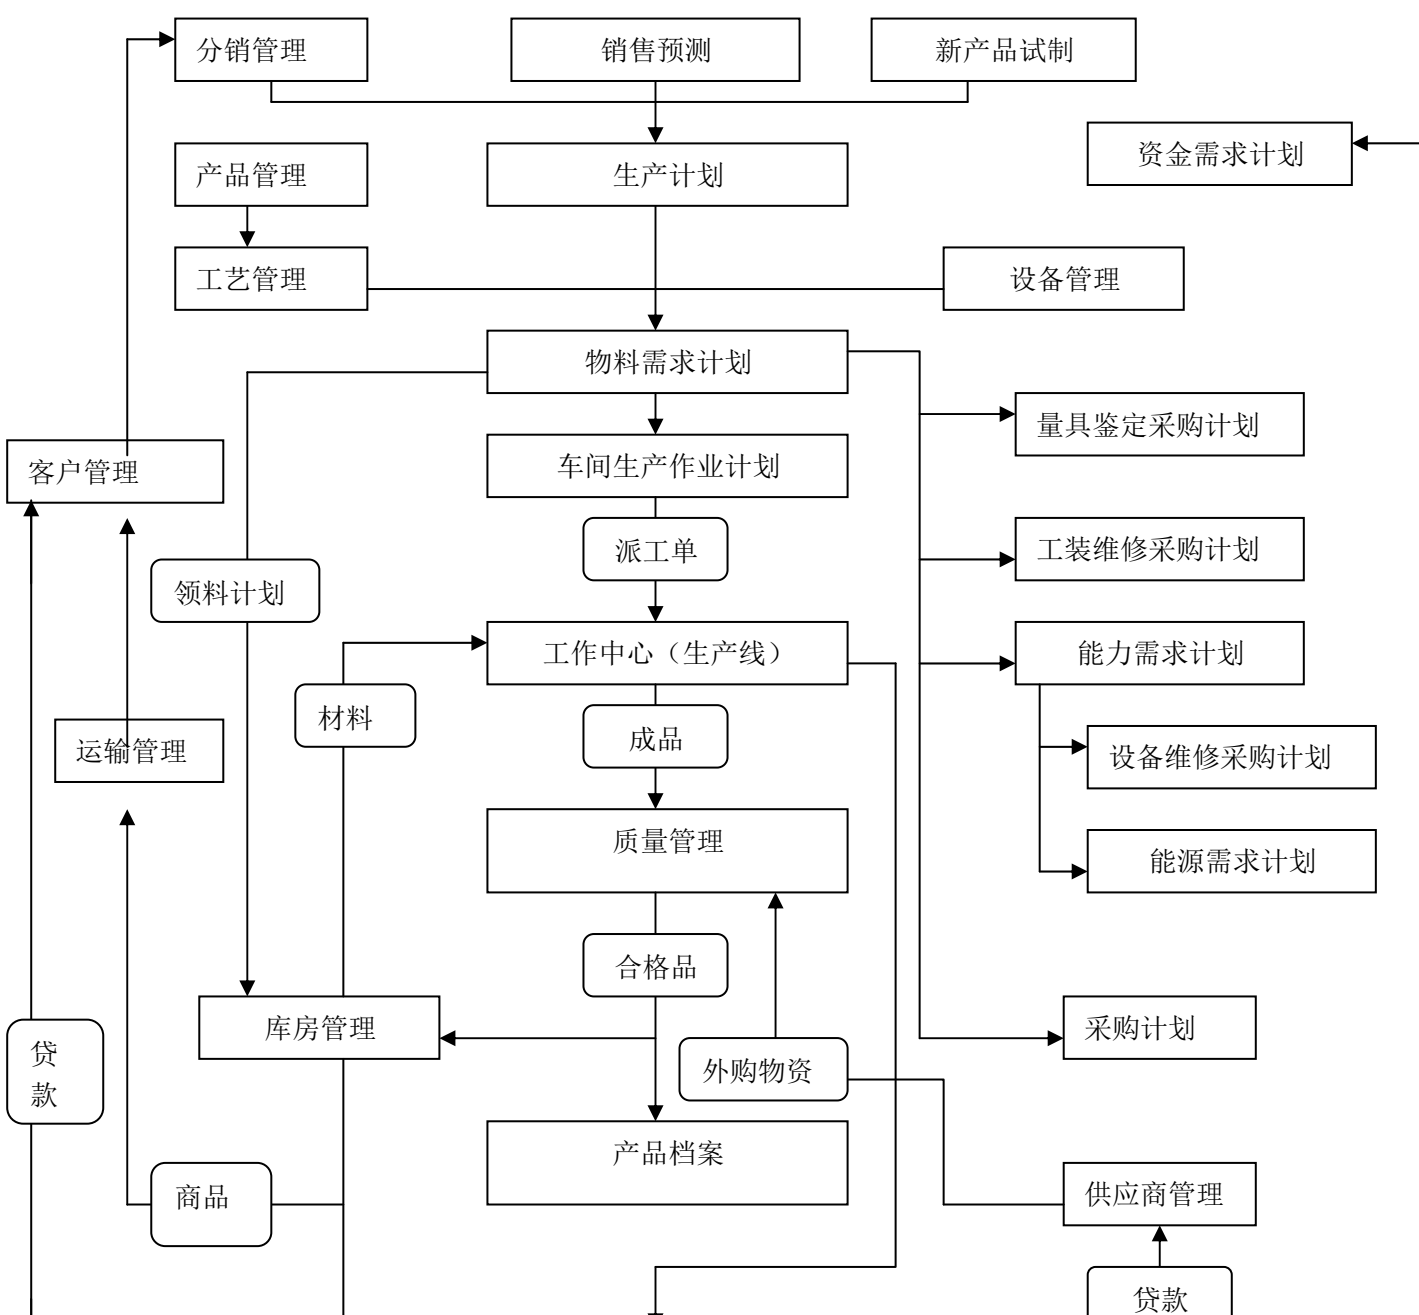 分销管理
销售预测
新产品试制
资金需求计划
产品管理
生产计划
工艺管理
设备管理
物料需求计划
量具鉴定采购计划
客户管理
车间生产作业计划
派工单
工装维修采购计划
领料计划
工作中心（生产线）
能力需求计划
材料
成品
运输管理
设备维修采购计划
质量管理
能源需求计划
合格品
库房管理
采购计划
贷
款
外购物资
产品档案
商品
供应商管理
贷款